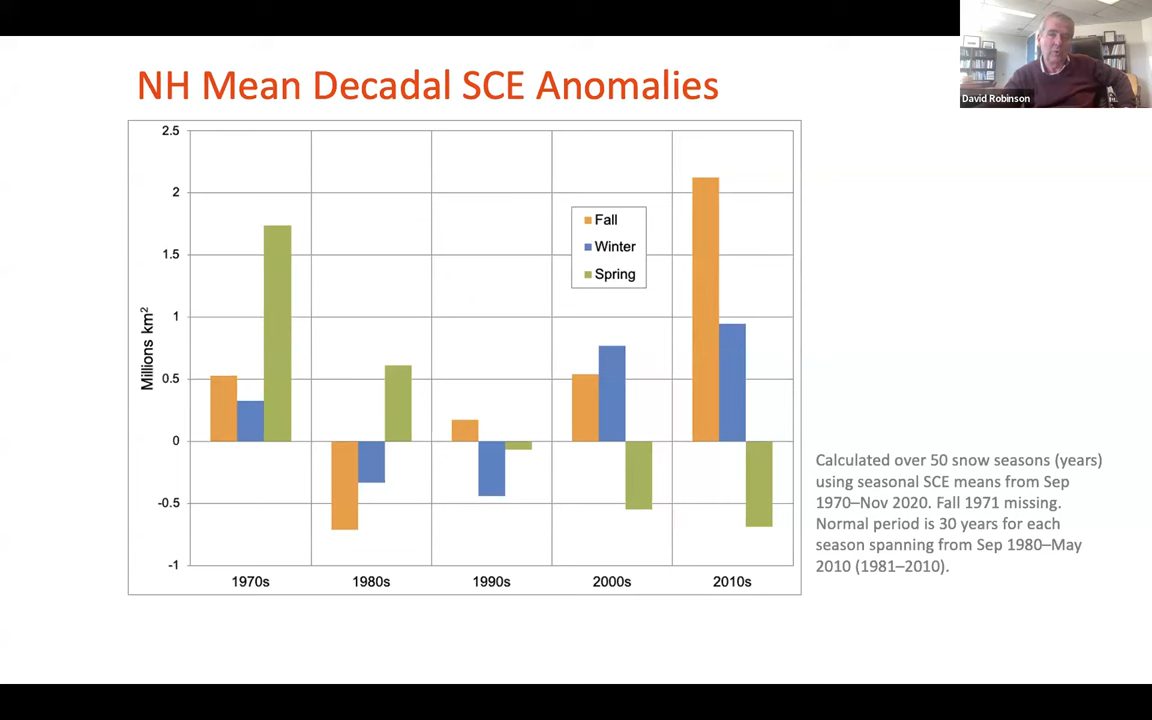 NH Mean Decadal SCE Anomalies
David Robinson
Millions km²
2.5
2
1.5
1
0.5
0
-0.5
-1
Fall
Winter
Spring
1970s 1980s 1990s 2000s 2010s
Calculated over 50 snow seasons (years)
using seasonal SCE means from Sep
1970–Nov 2020. Fall 1971 missing.
Normal period is 30 years for each
season spanning from Sep 1980–May
2010 (1981–2010).